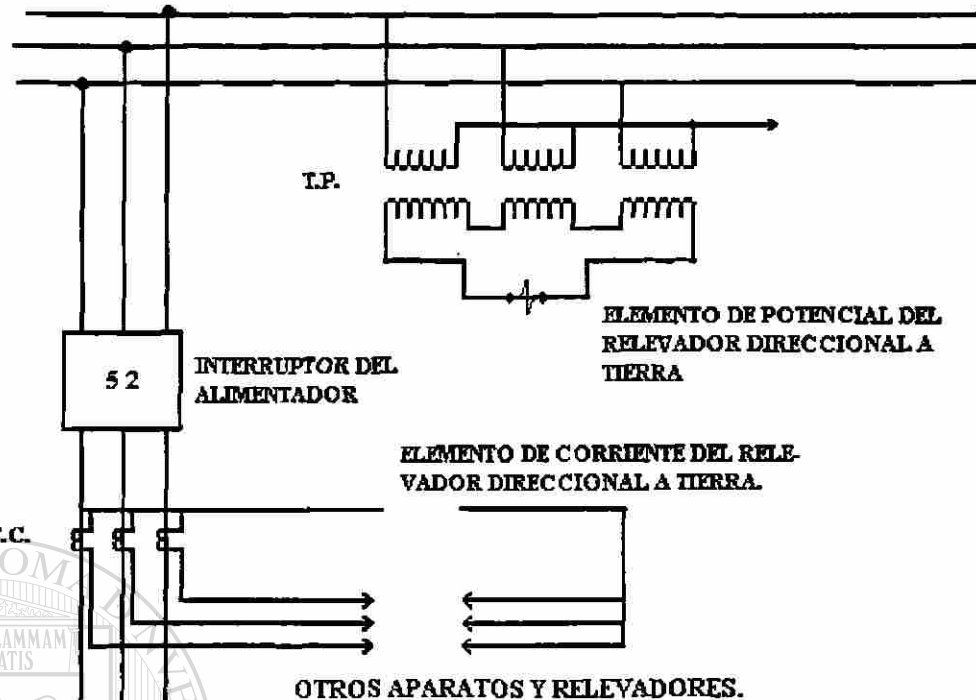 T.P.
ELEMENTO DE POTENCIAL DEL
RELEVADOR DIRECCIONAL A
TIERRA
52
INTERRUPTOR DEL
ALIMENTADOR
ELEMENTO DE CORRIENTE DEL RELE-
VADOR DIRECCIONAL A TIERRA.
.C.
OTROS APARATOS Y RELEVADORES.